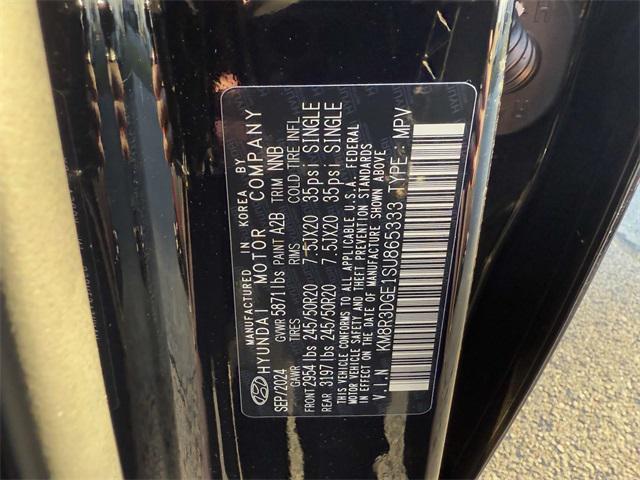 MANUFACTURED IN KOREA BY
HYUNDAI MOTOR COMPANY
SEP/2024 GVWR 5871lbs PAINT A2B TRIM NNB
GAWR TIRES RIMS COLD TIRE INFL
FRONT 2954 lbs 245/50R20 7.5JX20 35psi SINGLE
REAR 3197 lbs 245/50R20 7.5JX20 35 psi SINGLE
THIS VEHICLE CONFORMS TO ALL APPLICABLE U.S.A FEDERAL
MOTOR VEHICLE SAFETY AND THEFT PREVENTION STANDARDS
IN EFFECT ON THE DATE OF MANUFACTURE SHOWN ABOVE
V.I.N KM8R3DGE1SU865333 TYPE : MPV